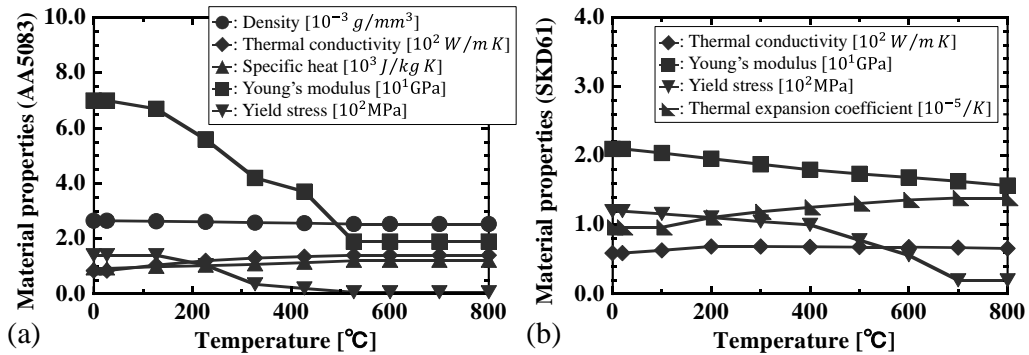 Material properties (AA5083)
10.0
8.0
6.0
4.0
2.0
0.0
: Density [10⁻³ g/mm³]
: Thermal conductivity [10² W/m K]
: Specific heat [10³ J/kg K]
: Young's modulus [10¹GPa]
: Yield stress [10²MPa]
0 200 400 600 800
Temperature [℃]
(a)
Material properties (SKD61)
4.0
3.0
2.0
1.0
0.0
: Thermal conductivity [10² W/m K]
: Young's modulus [10¹GPa]
: Yield stress [10²MPa]
: Thermal expansion coefficient [10⁻⁵/K]
0 200 400 600 800
Temperature [℃]
(b)